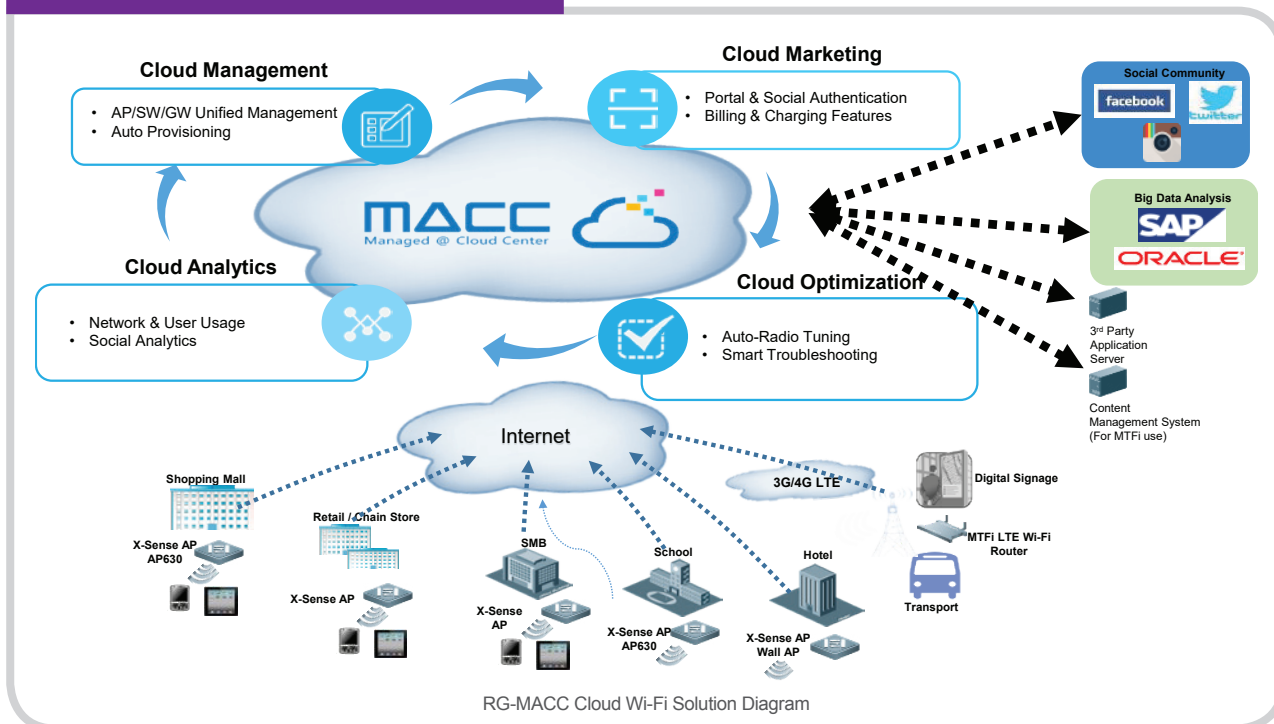 Cloud Management
• AP/SW/GW Unified Management
• Auto Provisioning
Cloud Marketing
• Portal & Social Authentication
• Billing & Charging Features
Social Community
facebook
twitter
MACC
Managed @ Cloud Center
Big Data Analysis
SAP
ORACLE
Cloud Analytics
• Network & User Usage
• Social Analytics
Cloud Optimization
• Auto-Radio Tuning
• Smart Troubleshooting
3rd Party
Application
Server
Content
Management System
(For MTFi use)
Internet
3G/4G LTE
Digital Signage
MTFi LTE Wi-Fi
Router
Transport
Shopping Mall
X-Sense AP
AP630
Retail / Chain Store
X-Sense AP
SMB
X-Sense
AP
School
X-Sense AP
AP630
Hotel
X-Sense AP
Wall AP
RG-MACC Cloud Wi-Fi Solution Diagram